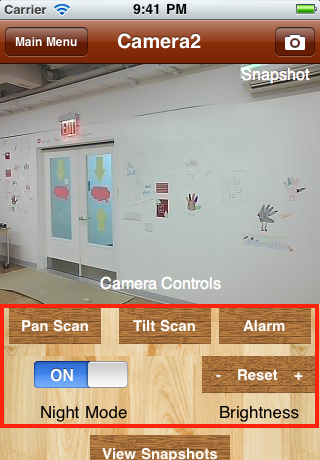 Carrier 9:41 PM
Main Menu Camera2
Snapshot
EXIT
Camera Controls
Pan Scan Tilt Scan Alarm
ON - Reset +
Night Mode Brightness
View Snapshots